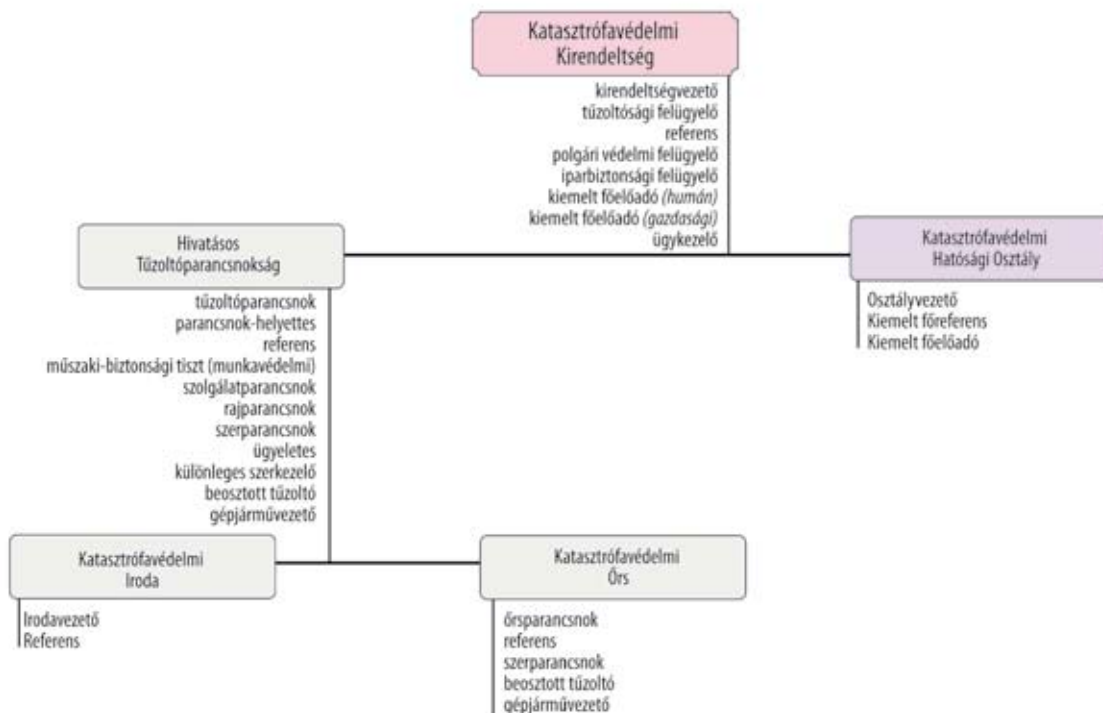 Katasztrófavédelmi
Kirendeltség
kirendeltségvezető
tűzoltósági felügyelő
referens
polgári védelmi felügyelő
iparbiztonsági felügyelő
kiemelt főelőadó (humán)
kiemelt főelőadó (gazdasági)
ügykezelő
Hivatásos
Tűzoltóparancsnokság
tűzoltóparancsnok
parancsnok-helyettes
referens
műszaki-biztonsági tiszt (munkavédelmi)
szolgálatparancsnok
rajparancsnok
szerparancsnok
ügyeletes
különleges szerkezelő
beosztott tűzoltó
gépjárművezető
Katasztrófavédelmi
Hatósági Osztály
Osztályvezető
Kiemelt főreferens
Kiemelt főelőadó
Katasztrófavédelmi
Iroda
Irodavezető
Referens
Katasztrófavédelmi
Őrs
őrsparancsnok
referens
szerparancsnok
beosztott tűzoltó
gépjárművezető